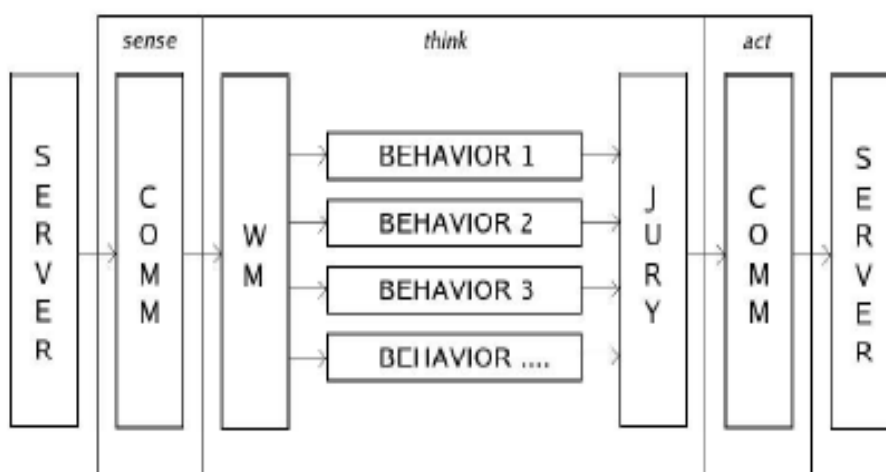 sense
think
act
SERVER
COMM
WM
BEHAVIOR 1
BEHAVIOR 2
BEHAVIOR 3
BEHAVIOR ....
JURY
COMM
SERVER